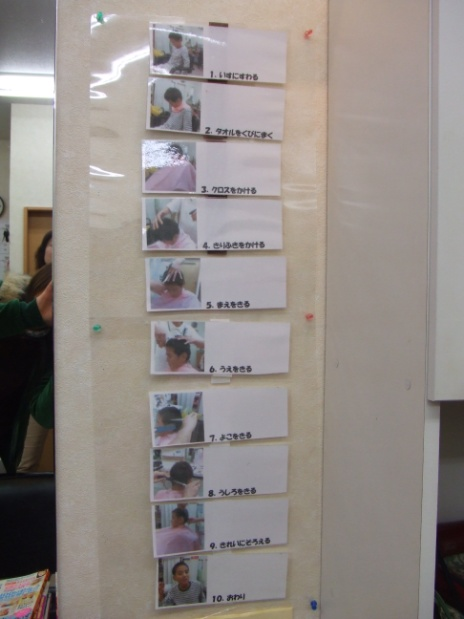 1. いすにすわる
2. タオルをくびにまく
3. クロスをかける
4. きりふきをかける
5. まえをきる
6. うえをきる
7. よこをきる
8. うしろをきる
9. きれいにそろえる
10. おわり